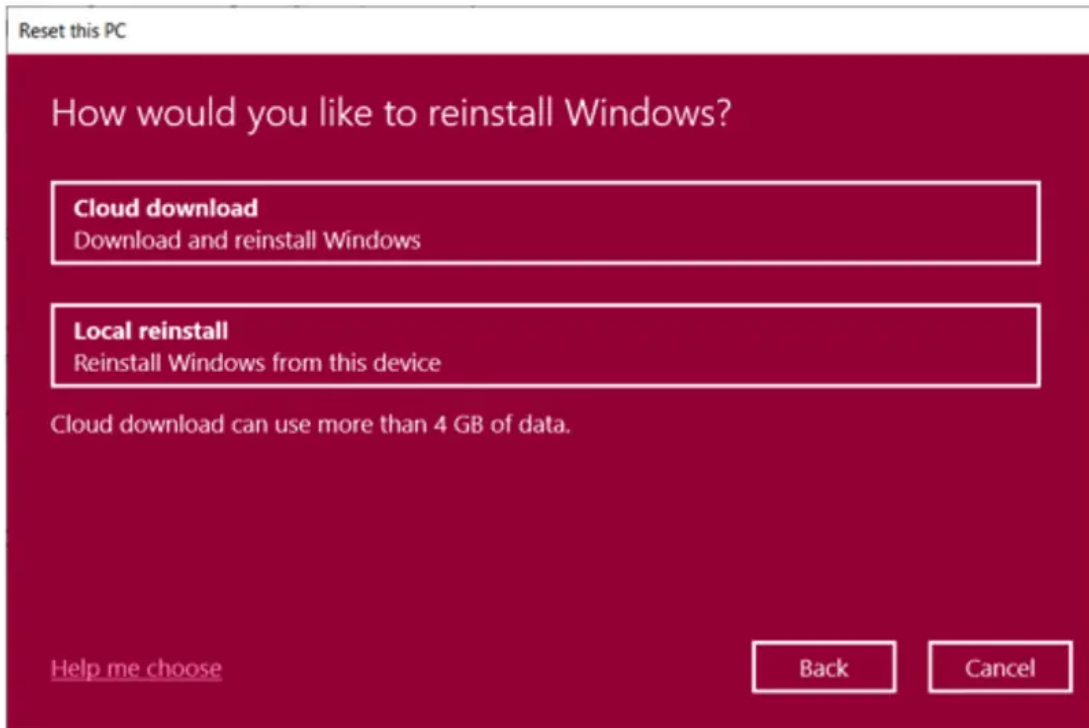 Reset this PC
How would you like to reinstall Windows?
Cloud download
Download and reinstall Windows
Local reinstall
Reinstall Windows from this device
Cloud download can use more than 4 GB of data.
Help me choose
Back
Cancel